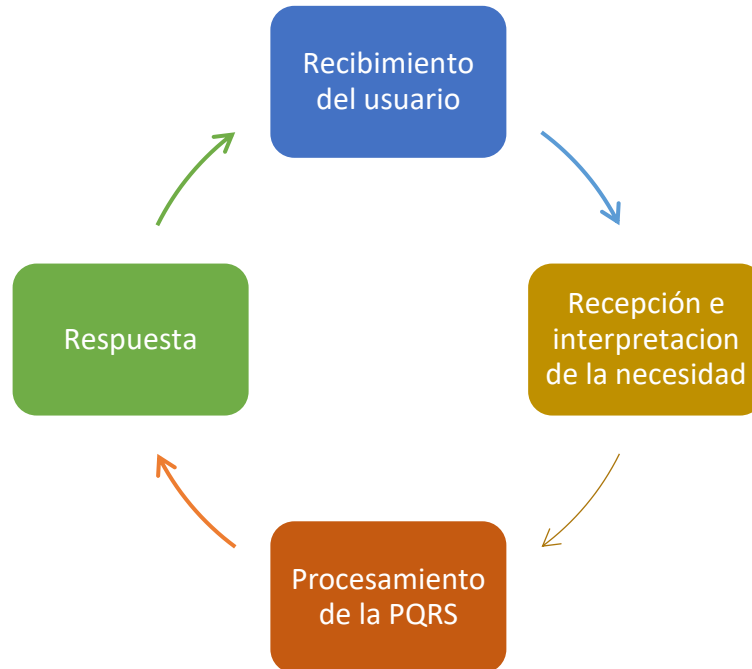 Recibimiento
del usuario
Recepción e
interpretacion
de la necesidad
Procesamiento
de la PQRS
Respuesta